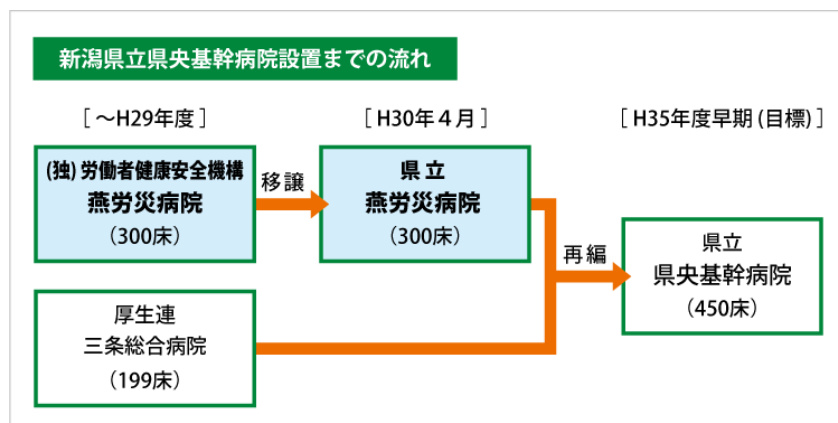 新潟県立県央基幹病院設置までの流れ
［～H29年度］
［H30年４月］
［H35年度早期(目標)］
(独)労働者健康安全機構
燕労災病院
（300床）
移譲
県立
燕労災病院
（300床）
再編
県立
県央基幹病院
（450床）
厚生連
三条総合病院
（199床）